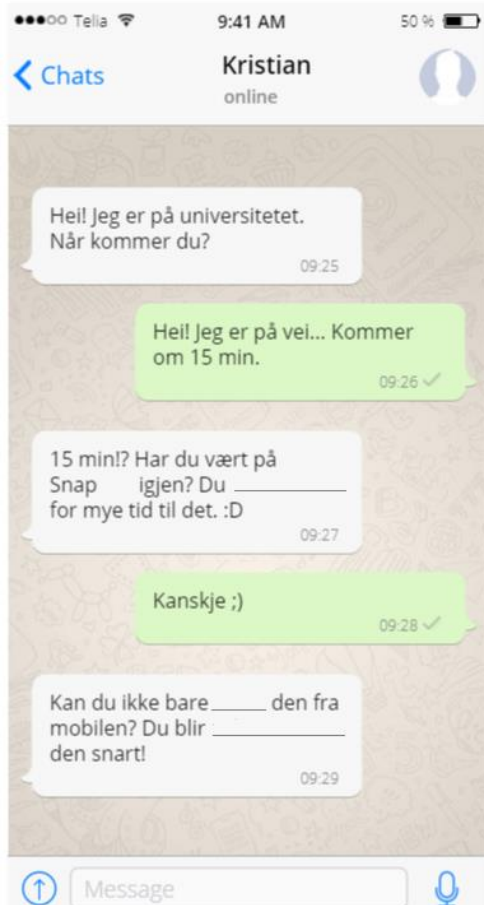 Telia 9:41 AM 50 %
Chats Kristian
online
Hei! Jeg er på universitetet.
Når kommer du?
09:25
Hei! Jeg er på vei... Kommer
om 15 min.
09:26
15 min!? Har du vært på
Snap igjen? Du __________
for mye tid til det. :D
09:27
Kanskje ;)
09:28
Kan du ikke bare _____ den fra
mobilen? Du blir ____________
den snart!
09:29
Message